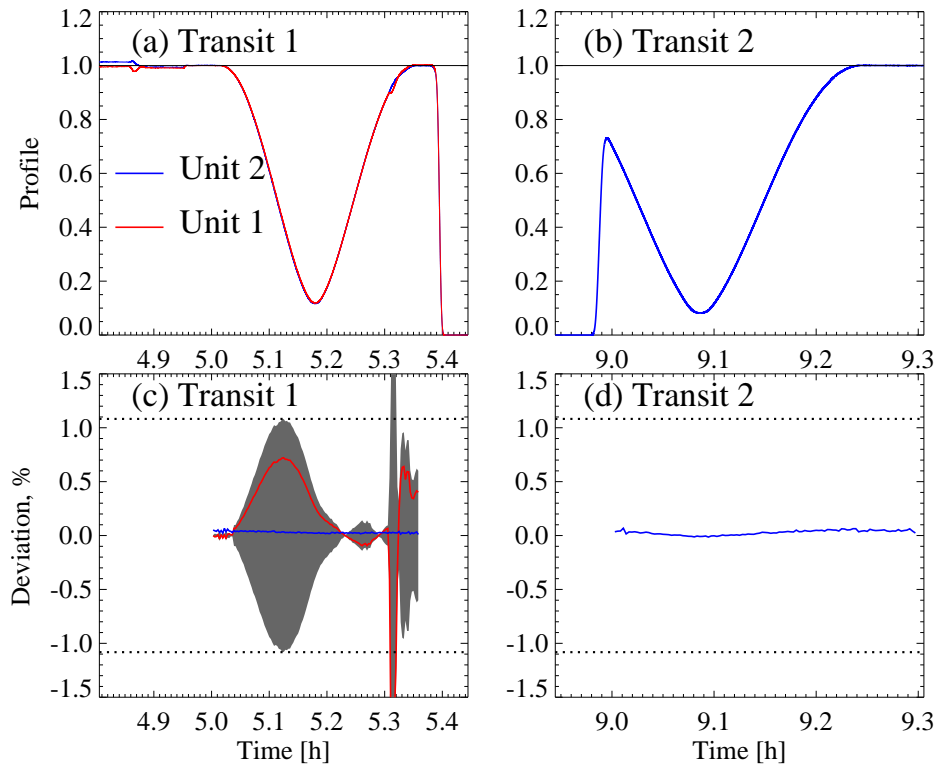 (a) Transit 1
(b) Transit 2
1.2
1.0
0.8
0.6
0.4
0.2
0.0
Profile
Unit 2
Unit 1
4.9 5.0 5.1 5.2 5.3 5.4
1.2
1.0
0.8
0.6
0.4
0.2
0.0
9.0 9.1 9.2 9.3
(c) Transit 1
(d) Transit 2
1.5
1.0
0.5
0.0
-0.5
-1.0
-1.5
Deviation, %
4.9 5.0 5.1 5.2 5.3 5.4
Time [h]
1.5
1.0
0.5
0.0
-0.5
-1.0
-1.5
9.0 9.1 9.2 9.3
Time [h]